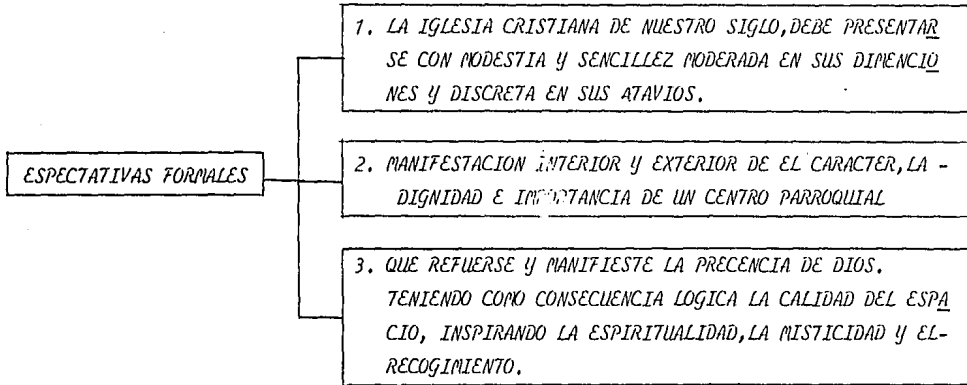 1. LA IGLESIA CRISTIANA DE NUESTRO SIGLO, DEBE PRESENTAR
SE CON MODESTIA Y SENCILLEZ MODERADA EN SUS DIMENCIO
NES Y DISCRETA EN SUS ATAVIOS.
ESPECTATIVAS FORMALES
2. MANIFESTACION INTERIOR Y EXTERIOR DE EL CARACTER, LA -
DIGNIDAD E IMPORTANCIA DE UN CENTRO PARROQUIAL
3. QUE REFUERSE Y MANIFIESTE LA PRECENCIA DE DIOS.
TENIENDO COMO CONSECUENCIA LOGICA LA CALIDAD DEL ESPA
CIO, INSPIRANDO LA ESPIRITUALIDAD, LA MISTICIDAD Y EL-
RECOGIMIENTO.